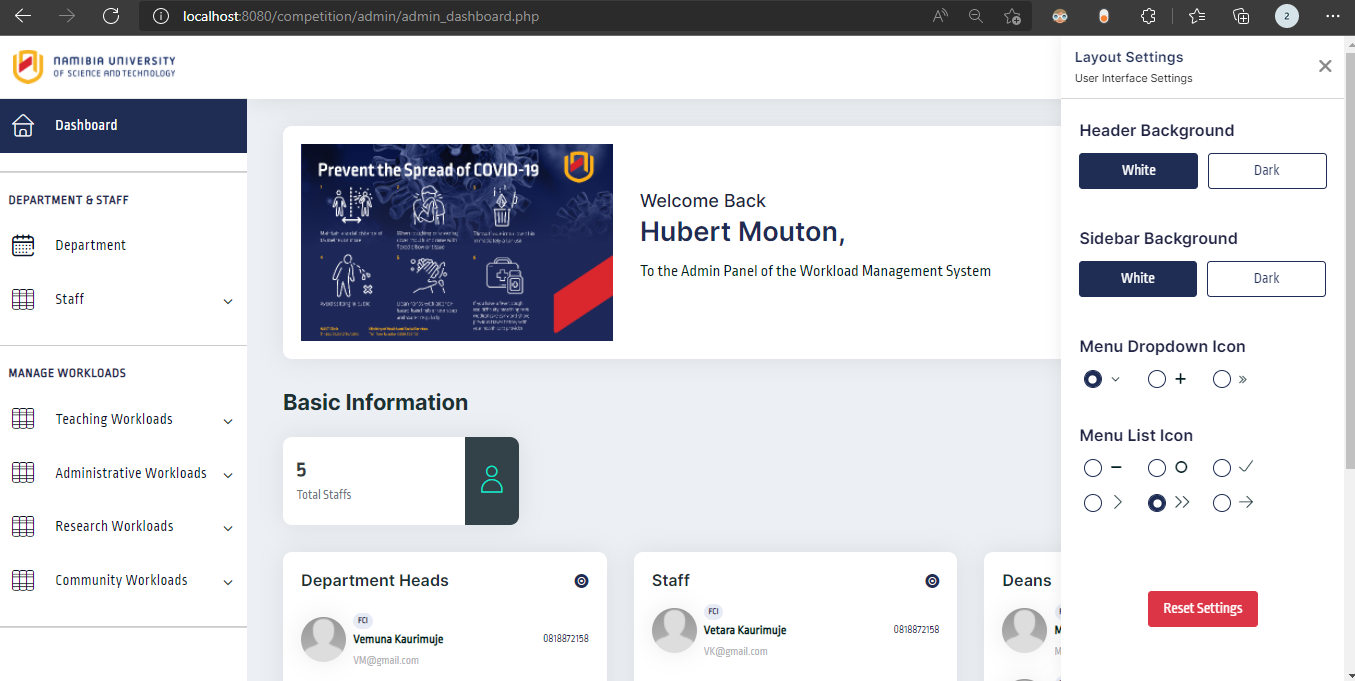 localhost:8080/competition/admin/admin_dashboard.php
2
NAMIBIA UNIVERSITY
OF SCIENCE AND TECHNOLOGY
Dashboard
DEPARTMENT & STAFF
Department
Staff
MANAGE WORKLOADS
Teaching Workloads
Administrative Workloads
Research Workloads
Community Workloads
Prevent the Spread of COVID-19
Welcome Back
Hubert Mouton,
To the Admin Panel of the Workload Management System
Basic Information
5
Total Staffs
Department Heads
FCI
Vemuna Kaurimuje
0818872158
VM@gmail.com
Staff
FCI
Vetara Kaurimuje
0818872158
VK@gmail.com
Deans
Layout Settings
User Interface Settings
Header Background
White Dark
Sidebar Background
White Dark
Menu Dropdown Icon
Menu List Icon
Reset Settings